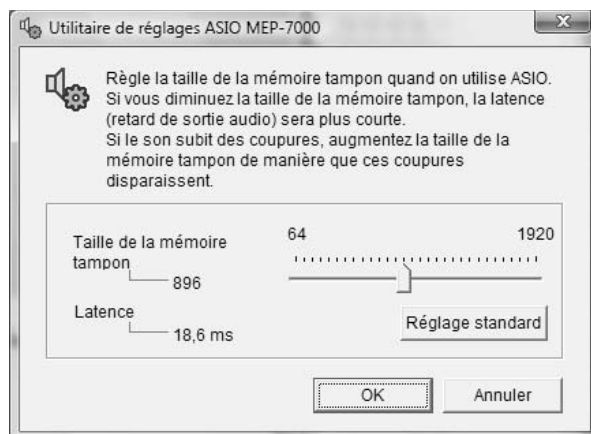 Utilitaire de réglages ASIO MEP-7000
Règle la taille de la mémoire tampon quand on utilise ASIO.
Si vous diminuez la taille de la mémoire tampon, la latence
(retard de sortie audio) sera plus courte.
Si le son subit des coupures, augmentez la taille de la
mémoire tampon de manière que ces coupures
disparaissent.
Taille de la mémoire
tampon
896
64
1920
Latence
18,6 ms
Réglage standard
OK
Annuler